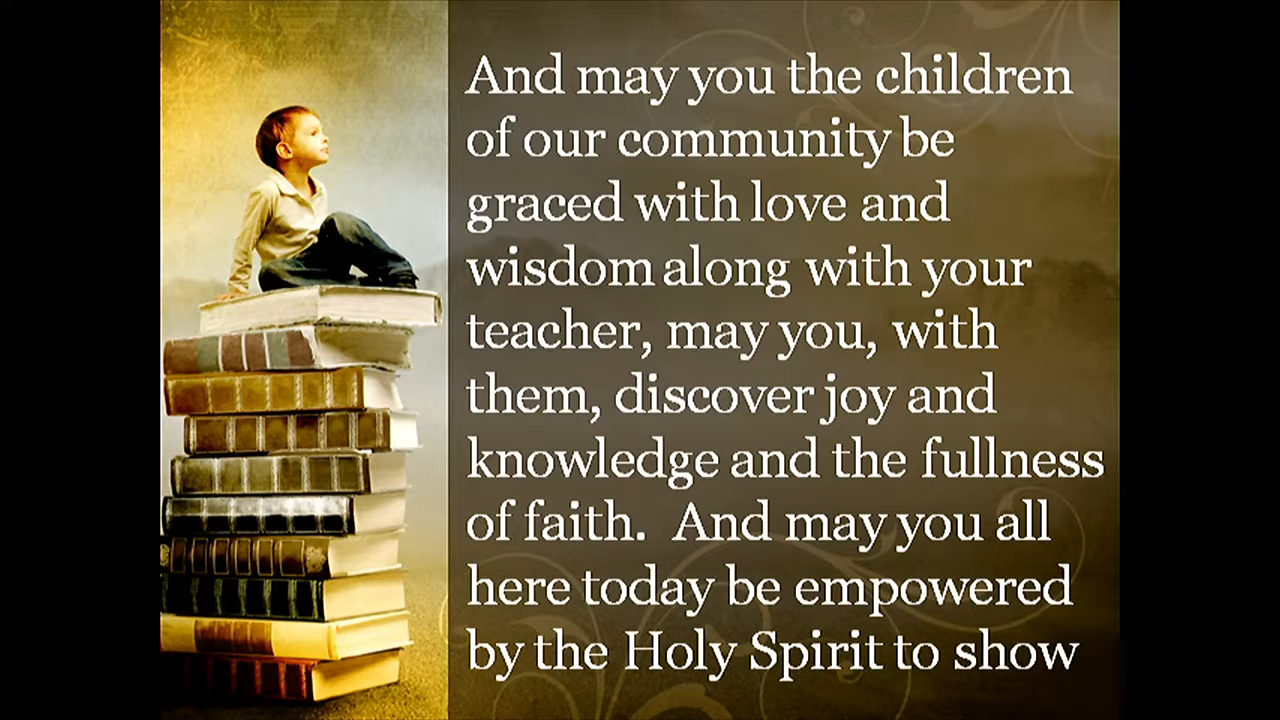 And may you the children
of our community be
graced with love and
wisdom along with your
teacher, may you, with
them, discover joy and
knowledge and the fullness
of faith.  And may you all
here today be empowered
by the Holy Spirit to show